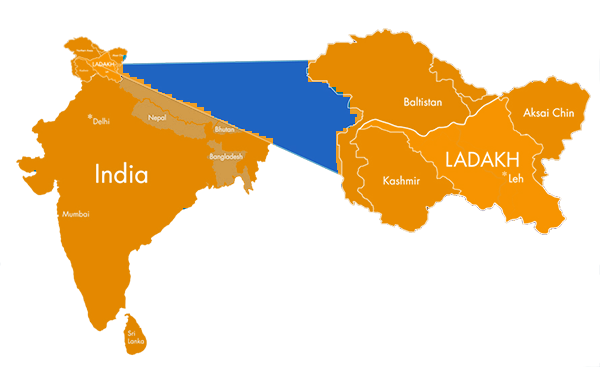 LADAKH
Delhi
Nepal
Bhutan
Bangladesh
India
Mumbai
Sri
Lanka
Baltistan
Aksai Chin
LADAKH
Leh
Kashmir